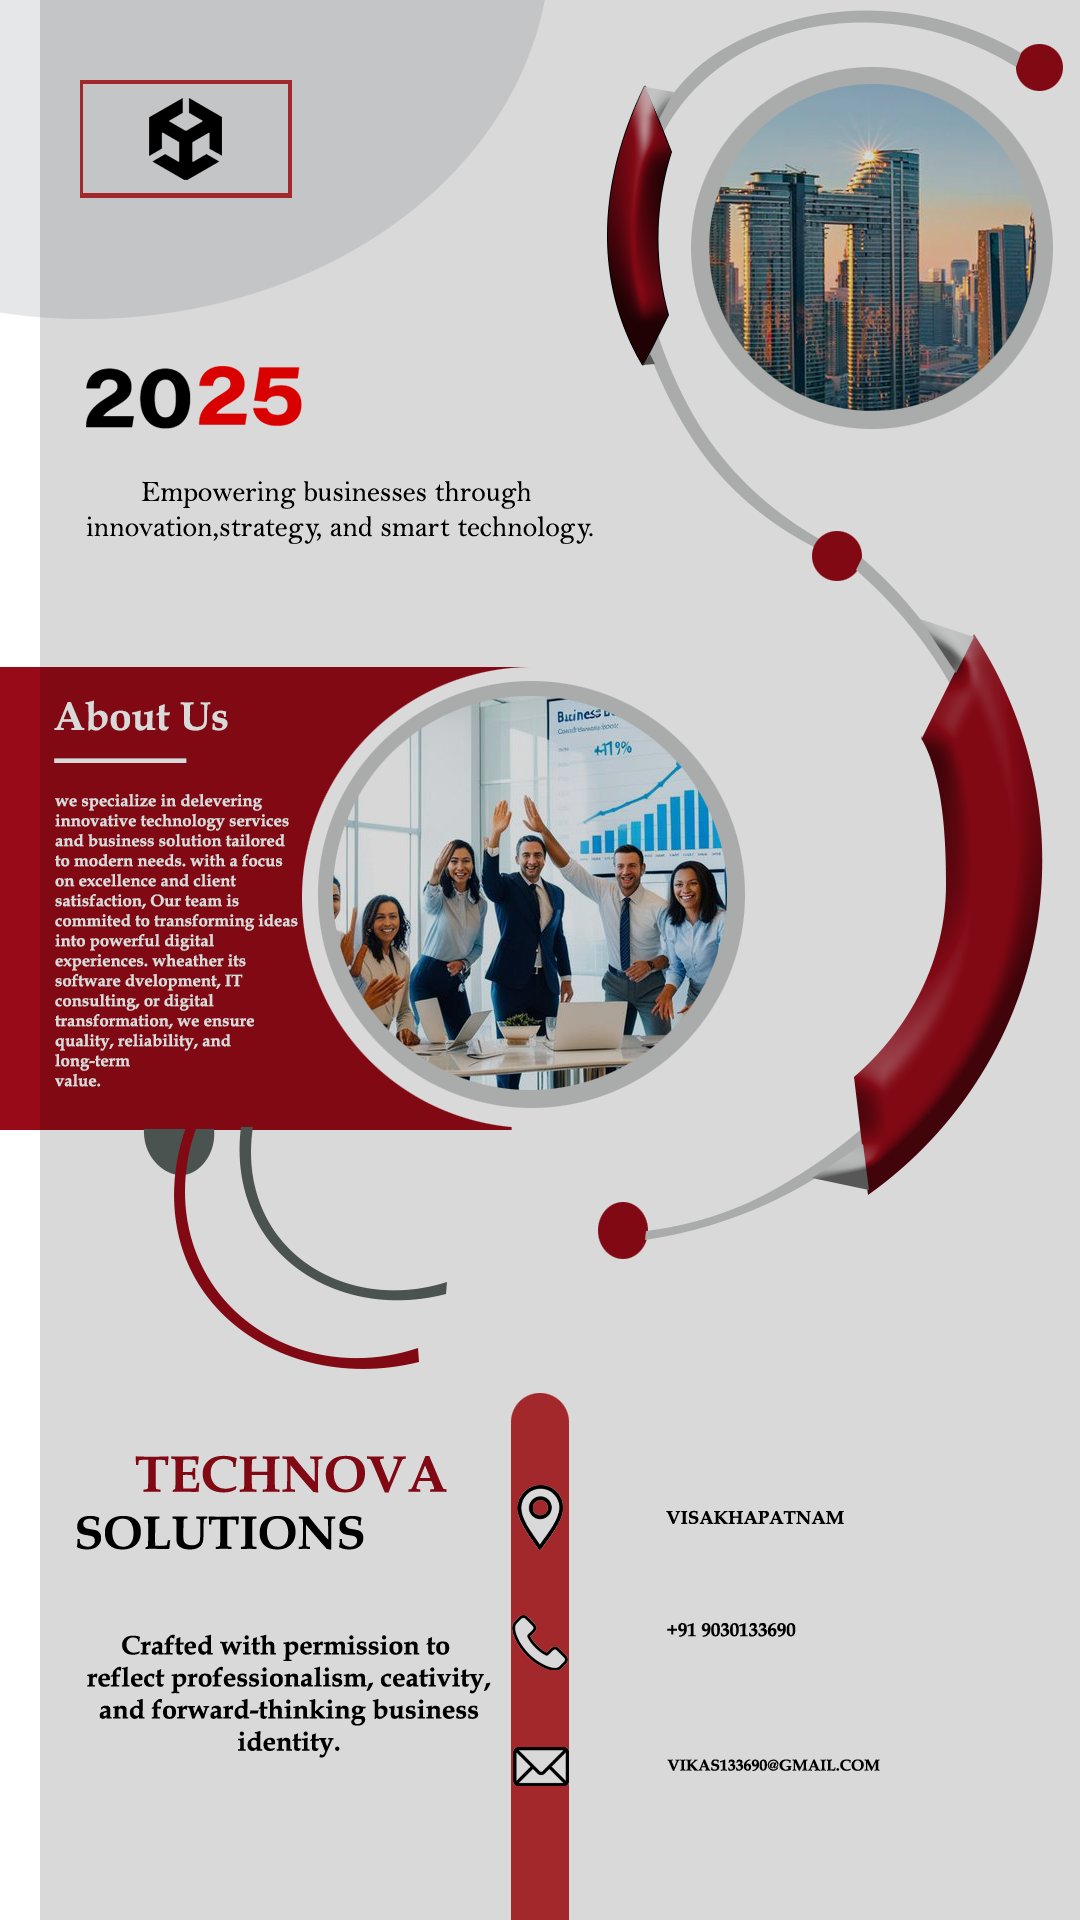 2025
Empowering businesses through
innovation,strategy, and smart technology.
About Us
we specialize in delevering
innovative technology services
and business solution tailored
to modern needs. with a focus
on excellence and client
satisfaction, Our team is
commited to transforming ideas
into powerful digital
experiences. wheather its
software dvelopment, IT
consulting, or digital
transformation, we ensure
quality, reliability, and
long-term
value.
Business
TECHNOVA
SOLUTIONS
Crafted with permission to
reflect professionalism, ceativity,
and forward-thinking business
identity.
VISAKHAPATNAM
+91 9030133690
VIKAS133690@GMAIL.COM